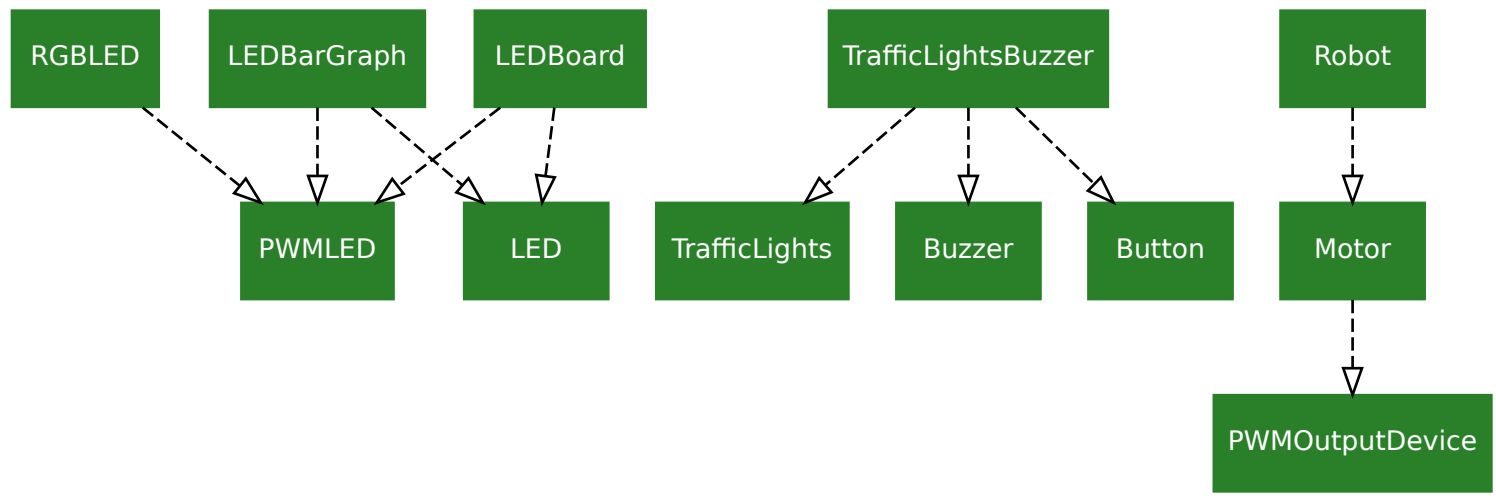 RGBLED
LEDBarGraph
LEDBoard
TrafficLightsBuzzer
Robot
PWMLED
LED
TrafficLights
Buzzer
Button
Motor
PWMOutputDevice